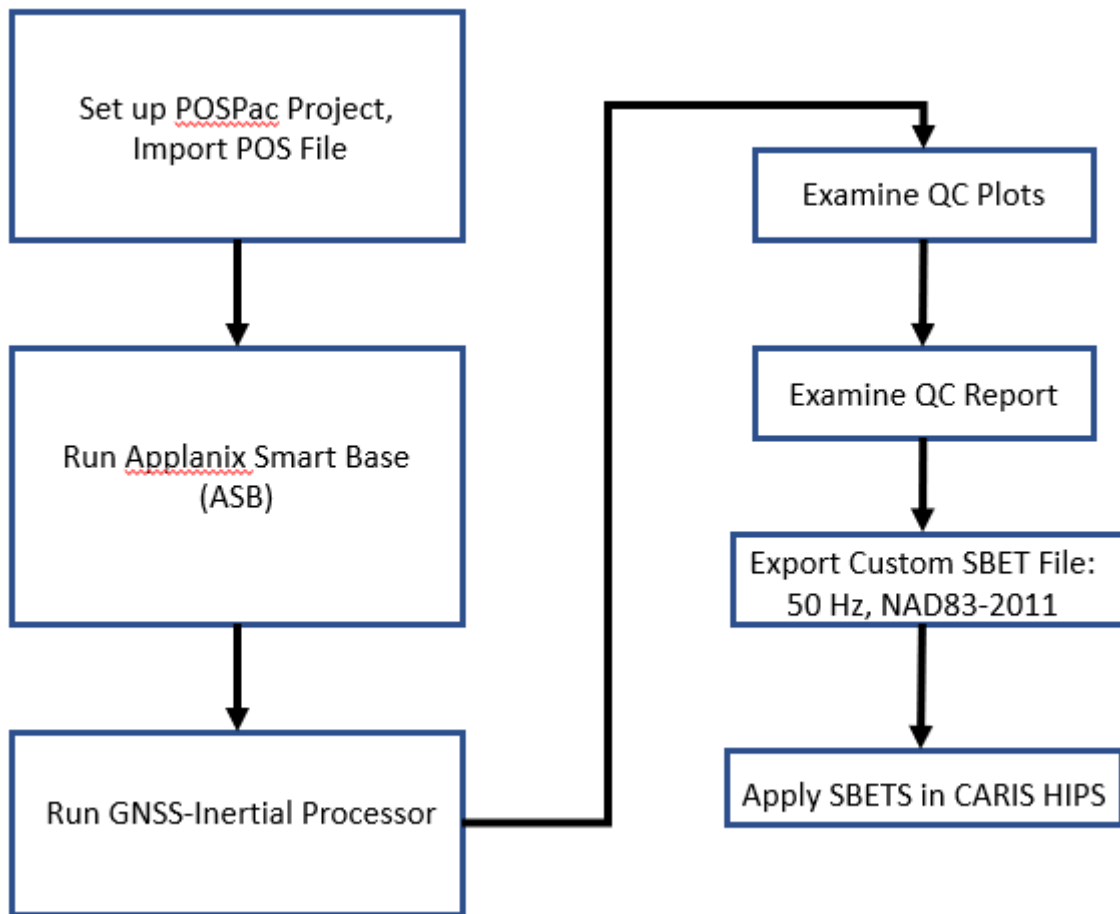 Set up POSPac Project,
Import POS File
Run Applanix Smart Base
(ASB)
Run GNSS-Inertial Processor
Examine QC Plots
Examine QC Report
Export Custom SBET File:
50 Hz, NAD83-2011
Apply SBETS in CARIS HIPS